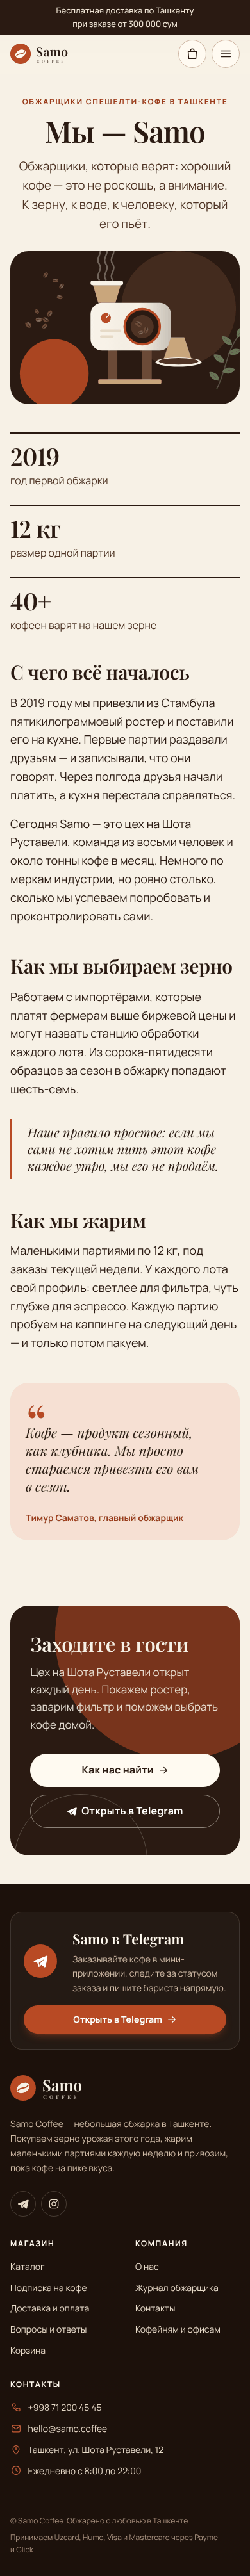 Бесплатная доставка по Ташкенту
при заказе от 300 000 сум
Samo
COFFEE
ОБЖАРЩИКИ СПЕШЕЛТИ-КОФЕ В ТАШКЕНТЕ
Мы — Samo
Обжарщики, которые верят: хороший
кофе — это не роскошь, а внимание.
К зерну, к воде, к человеку, который
его пьёт.
2019
год первой обжарки
12 кг
размер одной партии
40+
кофеен варят на нашем зерне
С чего всё началось
В 2019 году мы привезли из Стамбула
пятикилограммовый ростер и поставили
его на кухне. Первые партии раздавали
друзьям — и записывали, что они
говорят. Через полгода друзья начали
платить, а кухня перестала справляться.
Сегодня Samo — это цех на Шота
Руставели, команда из восьми человек и
около тонны кофе в месяц. Немного по
меркам индустрии, но ровно столько,
сколько мы успеваем попробовать и
проконтролировать сами.
Как мы выбираем зерно
Работаем с импортёрами, которые
платят фермерам выше биржевой цены и
могут назвать станцию обработки
каждого лота. Из сорока-пятидесяти
образцов за сезон в обжарку попадают
шесть-семь.
Наше правило простое: если мы
сами не хотим пить этот кофе
каждое утро, мы его не продаём.
Как мы жарим
Маленькими партиями по 12 кг, под
заказы текущей недели. У каждого лота
свой профиль: светлее для фильтра, чуть
глубже для эспрессо. Каждую партию
пробуем на каппинге на следующий день
— и только потом пакуем.
“
Кофе — продукт сезонный,
как клубника. Мы просто
стараемся привезти его вам
в сезон.
Тимур Саматов, главный обжарщик
Заходите в гости
Цех на Шота Руставели открыт
каждый день. Покажем ростер,
заварим фильтр и поможем выбрать
кофе домой.
Как нас найти →
Открыть в Telegram
Samo в Telegram
Заказывайте кофе в мини-
приложении, следите за статусом
заказа и пишите бариста напрямую.
Открыть в Telegram →
Samo
COFFEE
Samo Coffee — небольшая обжарка в Ташкенте.
Покупаем зерно урожая этого года, жарим
маленькими партиями каждую неделю и привозим,
пока кофе на пике вкуса.
МАГАЗИН
Каталог
Подписка на кофе
Доставка и оплата
Вопросы и ответы
Корзина
КОМПАНИЯ
О нас
Журнал обжарщика
Контакты
Кофейням и офисам
КОНТАКТЫ
+998 71 200 45 45
hello@samo.coffee
Ташкент, ул. Шота Руставели, 12
Ежедневно с 8:00 до 22:00
© Samo Coffee. Обжарено с любовью в Ташкенте.
Принимаем Uzcard, Humo, Visa и Mastercard через Payme
и Click